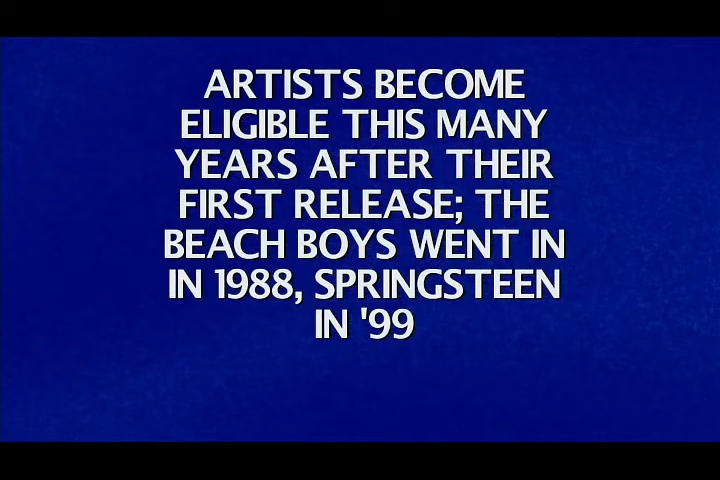 ARTISTS BECOME
ELIGIBLE THIS MANY
YEARS AFTER THEIR
FIRST RELEASE; THE
BEACH BOYS WENT IN
IN 1988, SPRINGSTEEN
IN '99